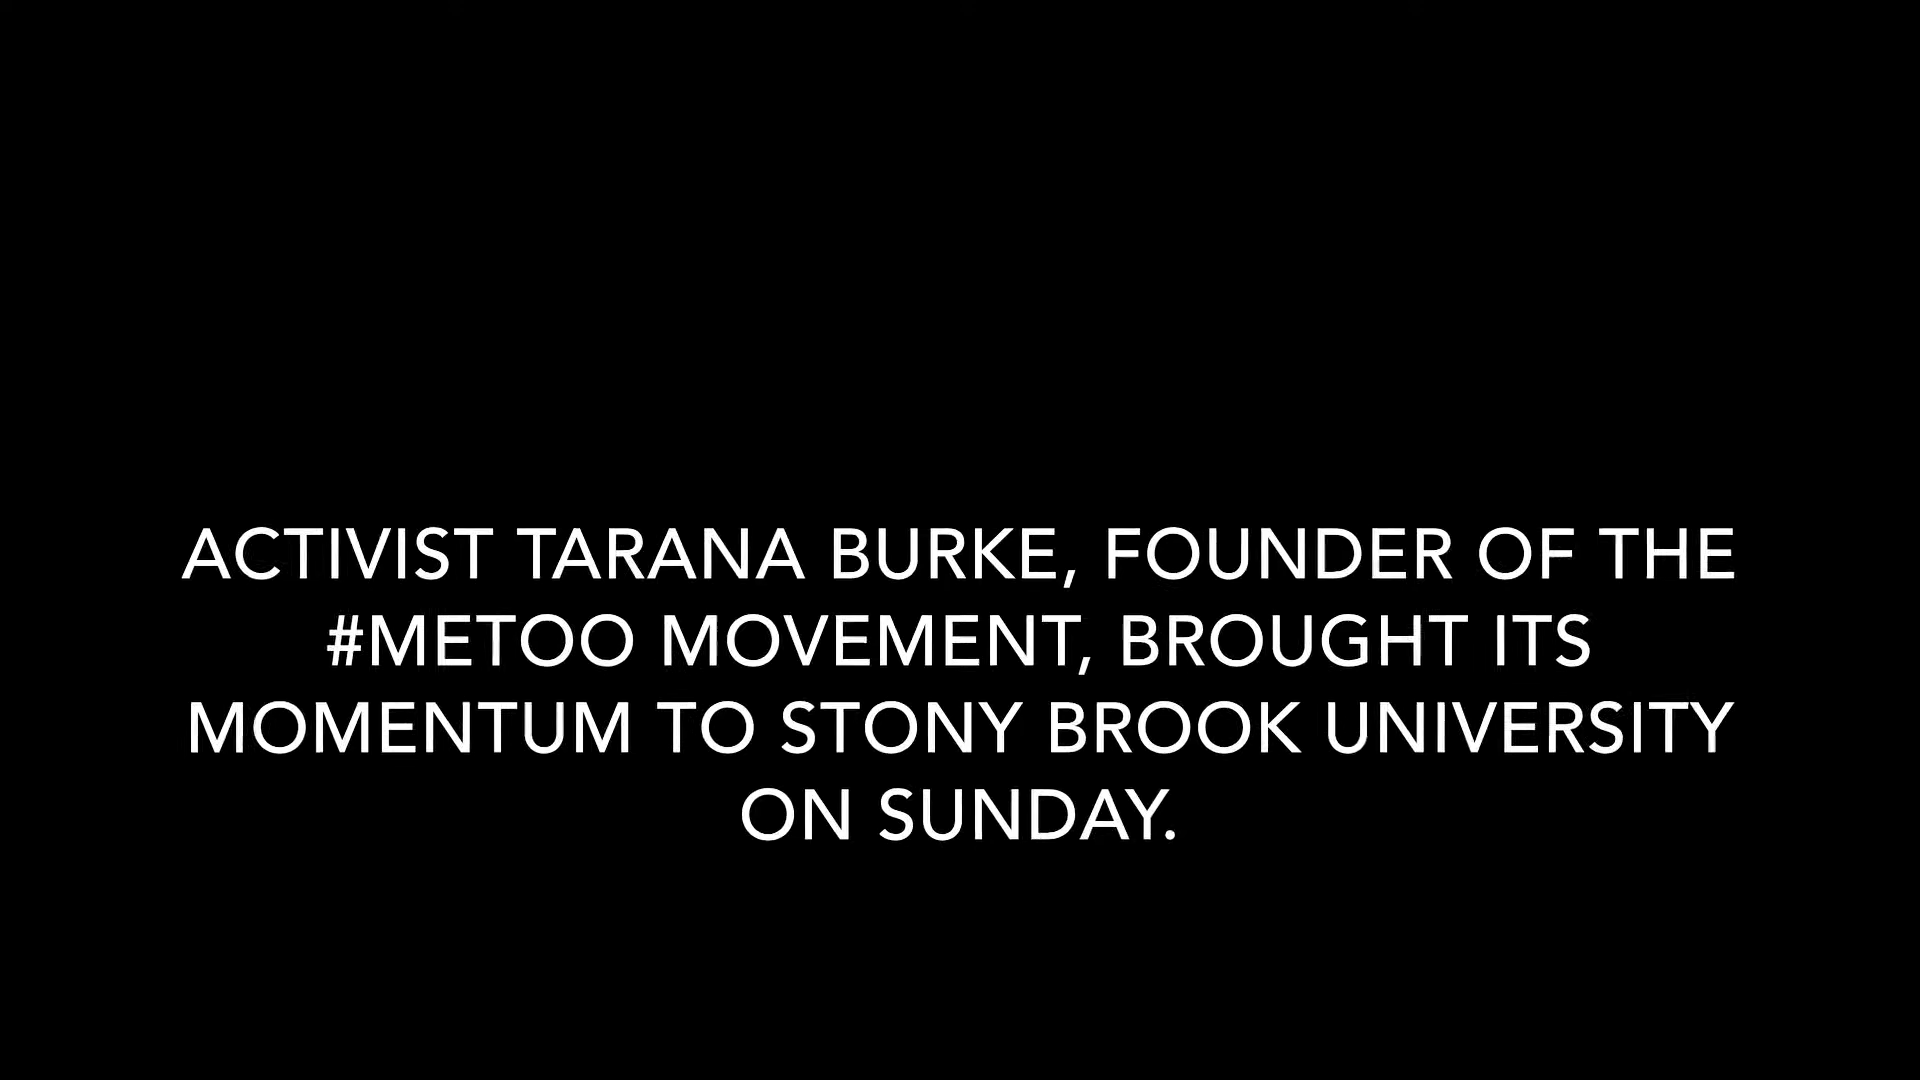 ACTIVIST TARANA BURKE, FOUNDER OF THE
#METOO MOVEMENT, BROUGHT ITS
MOMENTUM TO STONY BROOK UNIVERSITY
ON SUNDAY.